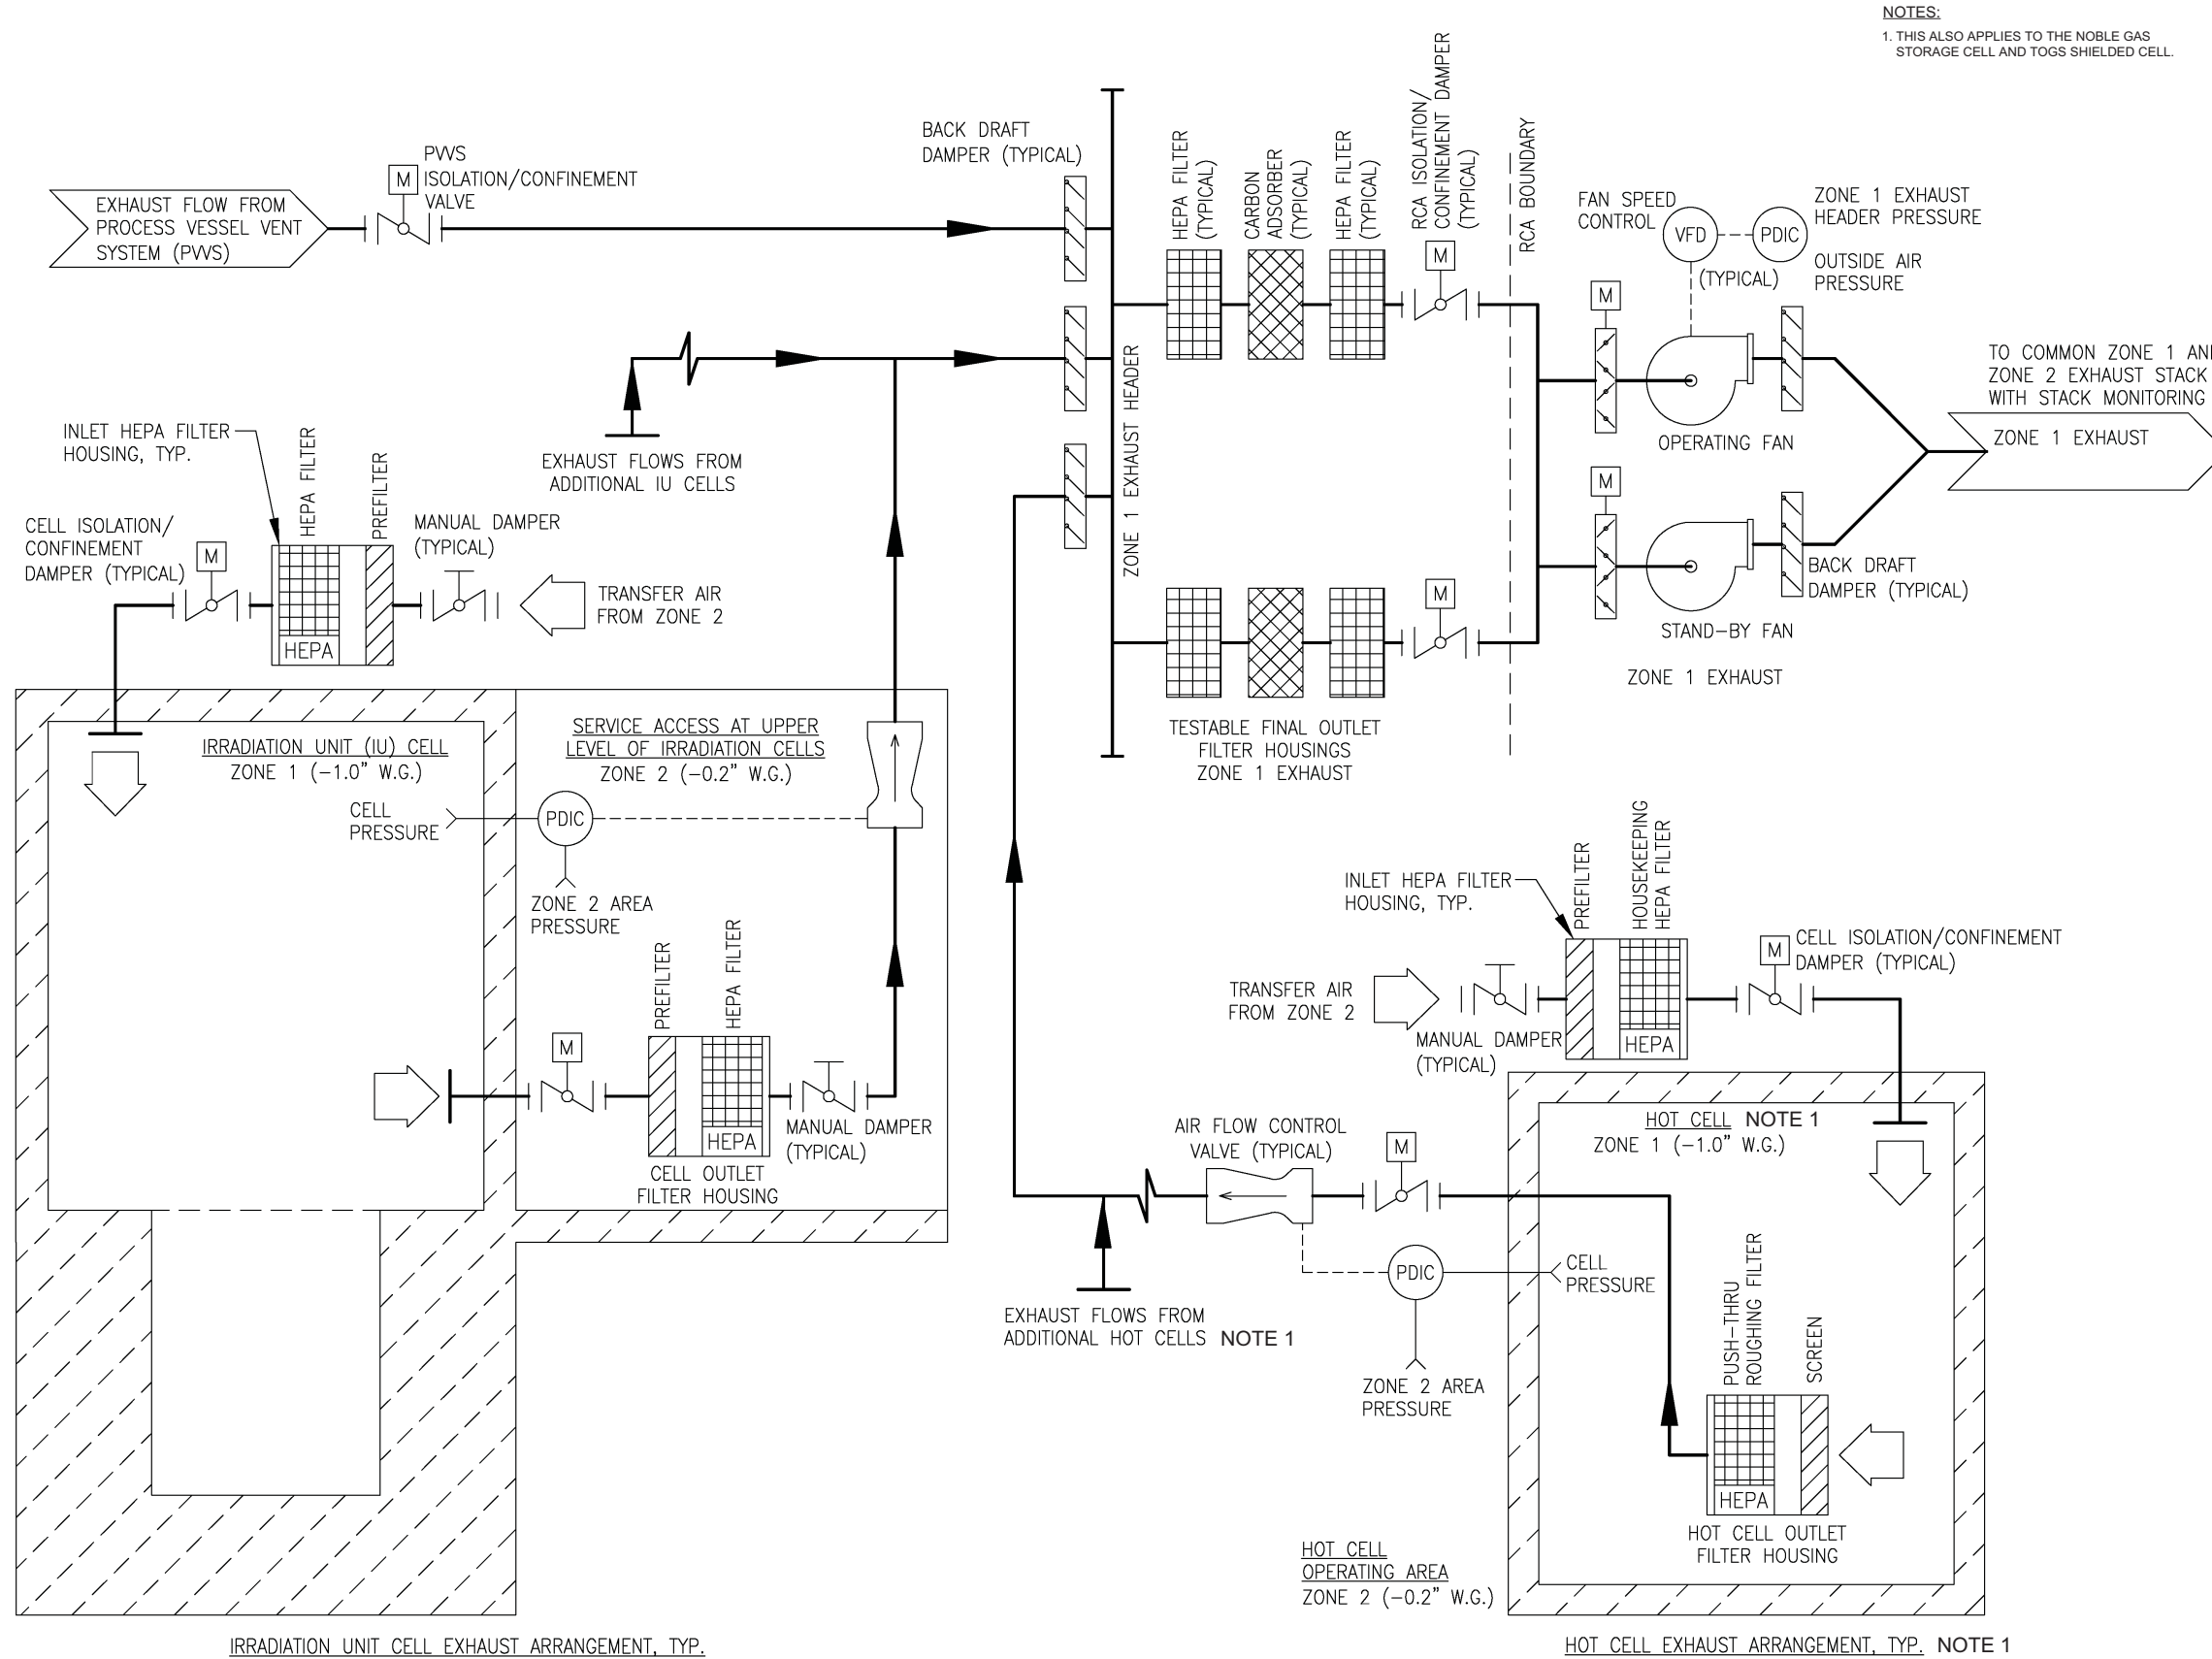 NOTES:
1. THIS ALSO APPLIES TO THE NOBLE GAS
STORAGE CELL AND TOGS SHIELDED CELL.
EXHAUST FLOW FROM
PROCESS VESSEL VENT
SYSTEM (PVVS)
M
PVVS
ISOLATION/CONFINEMENT
VALVE
BACK DRAFT
DAMPER (TYPICAL)
HEPA FILTER
(TYPICAL)
CARBON
ADSORBER
(TYPICAL)
HEPA FILTER
(TYPICAL)
RCA ISOLATION/
CONFINEMENT DAMPER
(TYPICAL)
M
RCA BOUNDARY
FAN SPEED
CONTROL
VFD
PDIC
(TYPICAL)
ZONE 1 EXHAUST
HEADER PRESSURE
OUTSIDE AIR
PRESSURE
M
OPERATING FAN
TO COMMON ZONE 1 AN
ZONE 2 EXHAUST STACK
WITH STACK MONITORING
ZONE 1 EXHAUST
M
BACK DRAFT
DAMPER (TYPICAL)
STAND-BY FAN
ZONE 1 EXHAUST
ZONE 1 EXHAUST HEADER
M
TESTABLE FINAL OUTLET
FILTER HOUSINGS
ZONE 1 EXHAUST
EXHAUST FLOWS FROM
ADDITIONAL IU CELLS
INLET HEPA FILTER
HOUSING, TYP.
HEPA FILTER
PREFILTER
CELL ISOLATION/
CONFINEMENT
DAMPER (TYPICAL)
M
HEPA
MANUAL DAMPER
(TYPICAL)
TRANSFER AIR
FROM ZONE 2
IRRADIATION UNIT (IU) CELL
ZONE 1 (-1.0" W.G.)
SERVICE ACCESS AT UPPER
LEVEL OF IRRADIATION CELLS
ZONE 2 (-0.2" W.G.)
CELL
PRESSURE
PDIC
ZONE 2 AREA
PRESSURE
PREFILTER
HEPA FILTER
M
HEPA
CELL OUTLET
FILTER HOUSING
MANUAL DAMPER
(TYPICAL)
INLET HEPA FILTER
HOUSING, TYP.
PREFILTER
HOUSEKEEPING
HEPA FILTER
TRANSFER AIR
FROM ZONE 2
MANUAL DAMPER
(TYPICAL)
HEPA
M
CELL ISOLATION/CONFINEMENT
DAMPER (TYPICAL)
HOT CELL NOTE 1
ZONE 1 (-1.0" W.G.)
AIR FLOW CONTROL
VALVE (TYPICAL)
M
PDIC
CELL
PRESSURE
ZONE 2 AREA
PRESSURE
EXHAUST FLOWS FROM
ADDITIONAL HOT CELLS NOTE 1
PUSH-THRU
ROUGHING FILTER
SCREEN
HEPA
HOT CELL OUTLET
FILTER HOUSING
HOT CELL
OPERATING AREA
ZONE 2 (-0.2" W.G.)
IRRADIATION UNIT CELL EXHAUST ARRANGEMENT, TYP.
HOT CELL EXHAUST ARRANGEMENT, TYP. NOTE 1